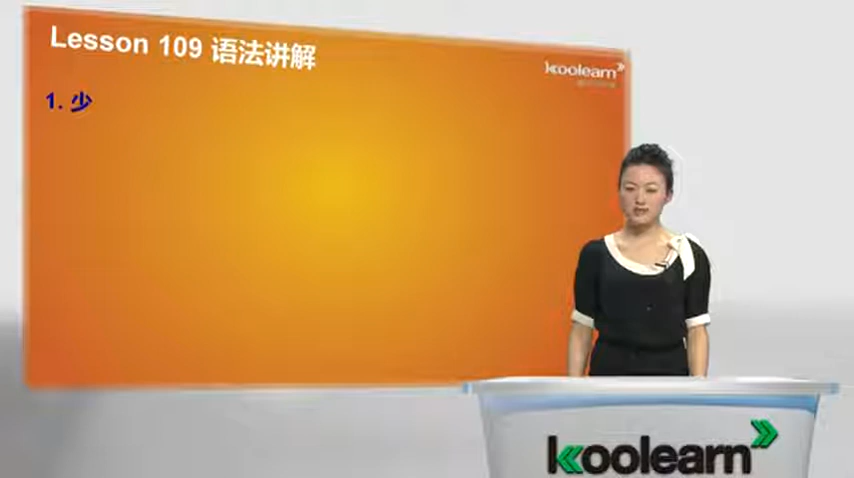 Lesson 109 语法讲解
koolearn
1. 少
koolearn